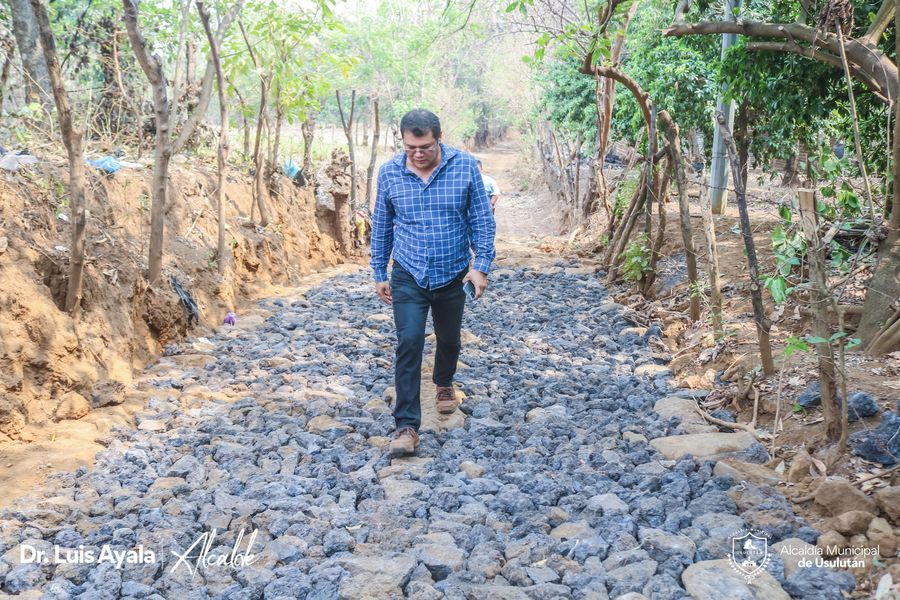 Dr. Luis Ayala | Alcalde
Alcaldía Municipal
de Usulután